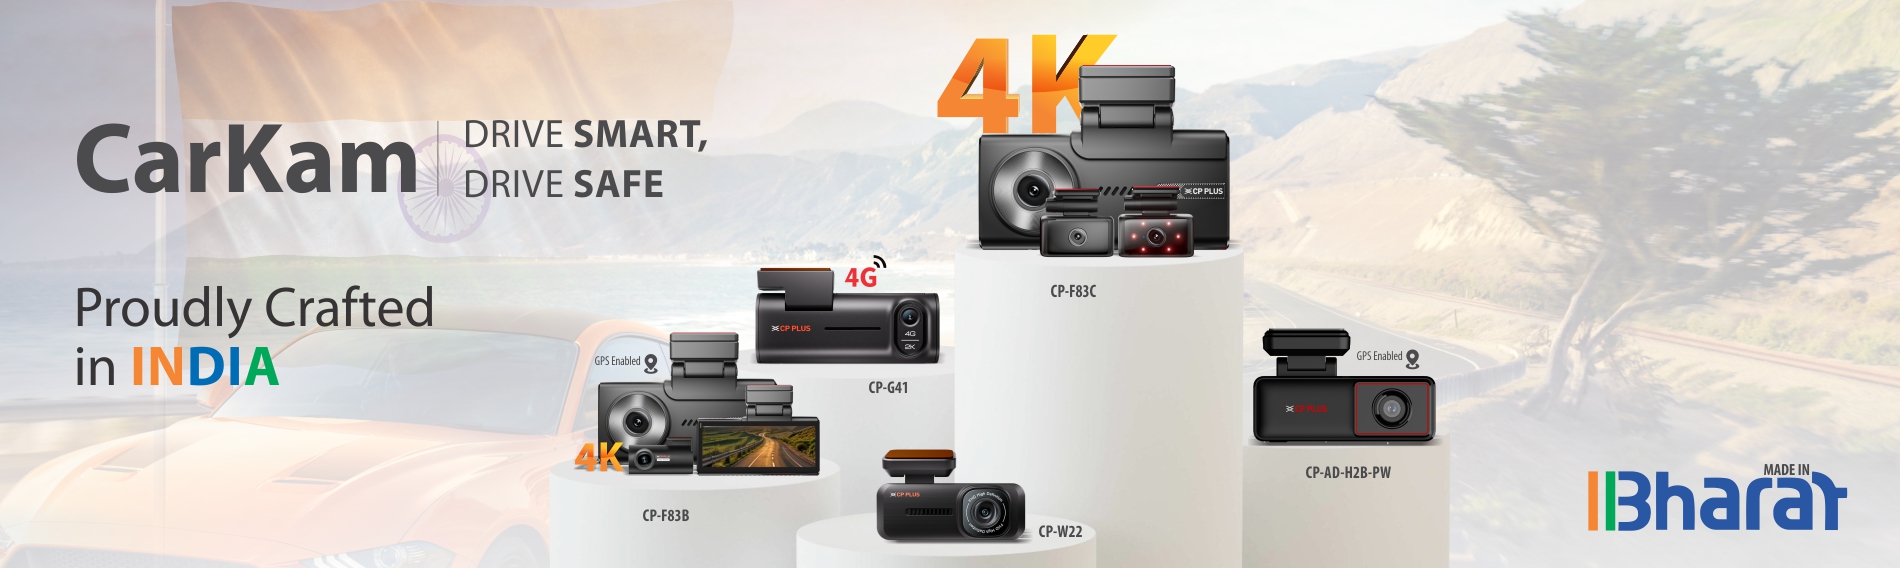 CarKam
DRIVE SMART,
DRIVE SAFE
Proudly Crafted
in INDIA
4K
CP PLUS
CP-F83C
4G
CP PLUS
4G
2K
CP-G41
GPS Enabled
4K
CP-F83B
CP PLUS
CP-W22
GPS Enabled
CP PLUS
CP-AD-H2B-PW
MADE IN
Bharat